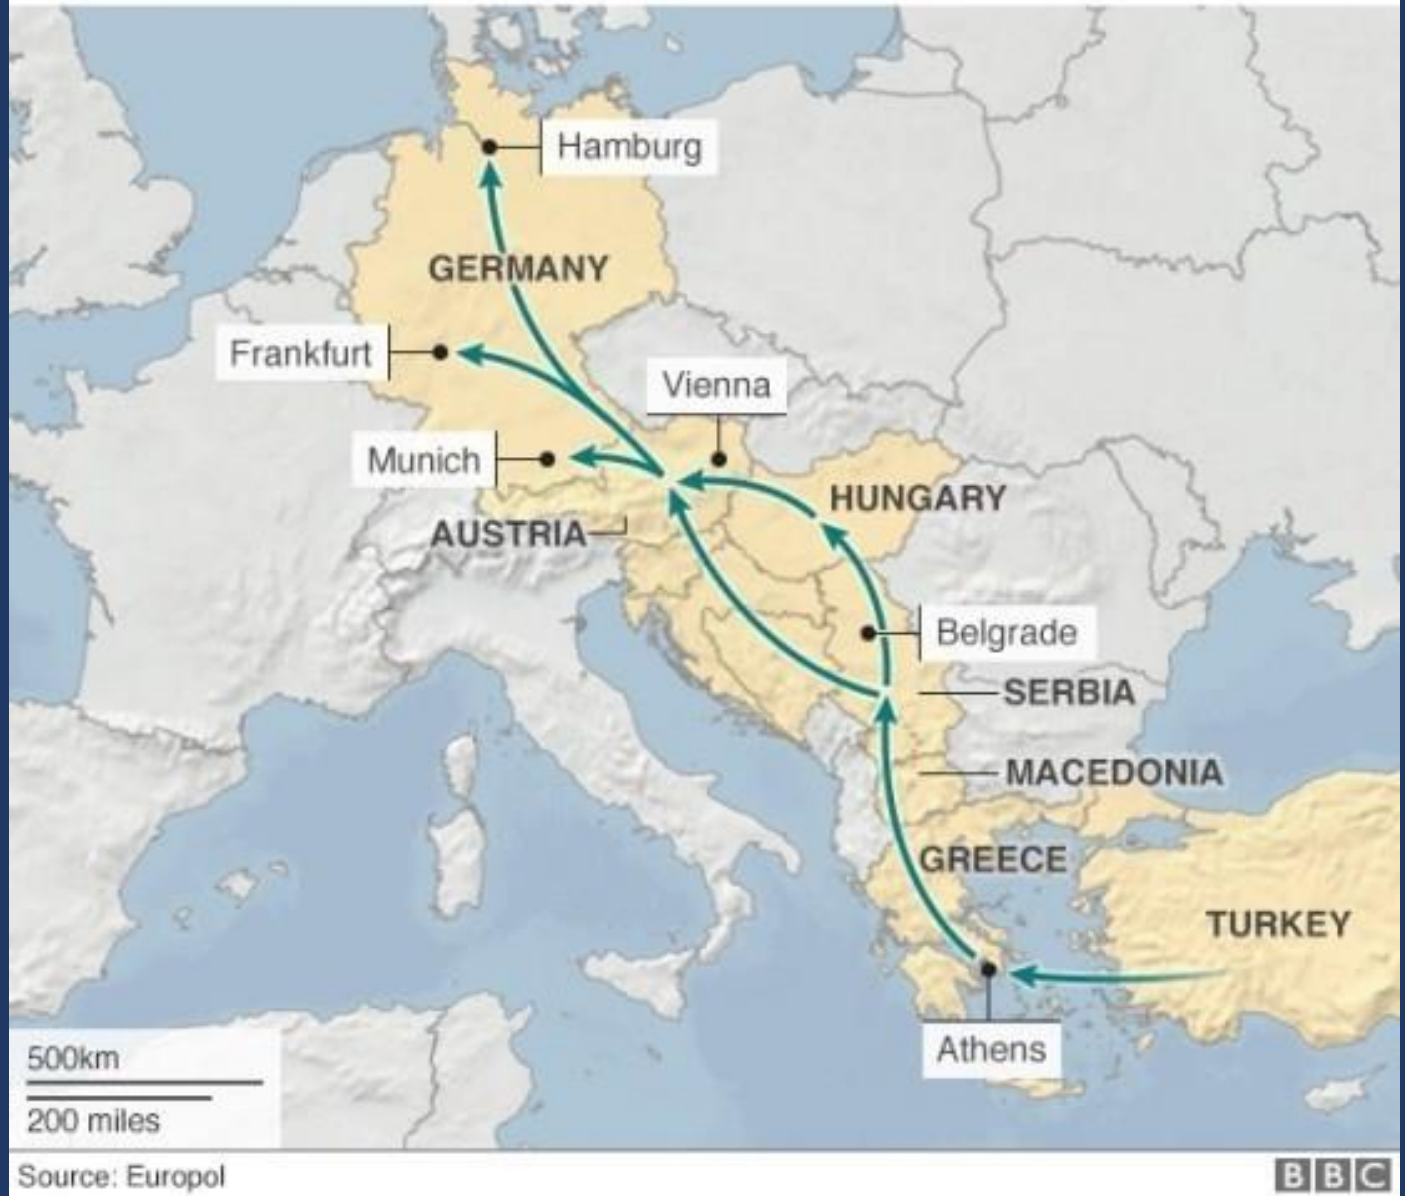 Hamburg
GERMANY
Frankfurt
Vienna
Munich
HUNGARY
AUSTRIA
Belgrade
SERBIA
MACEDONIA
GREECE
TURKEY
Athens
500km
200 miles
Source: Europol
BBC